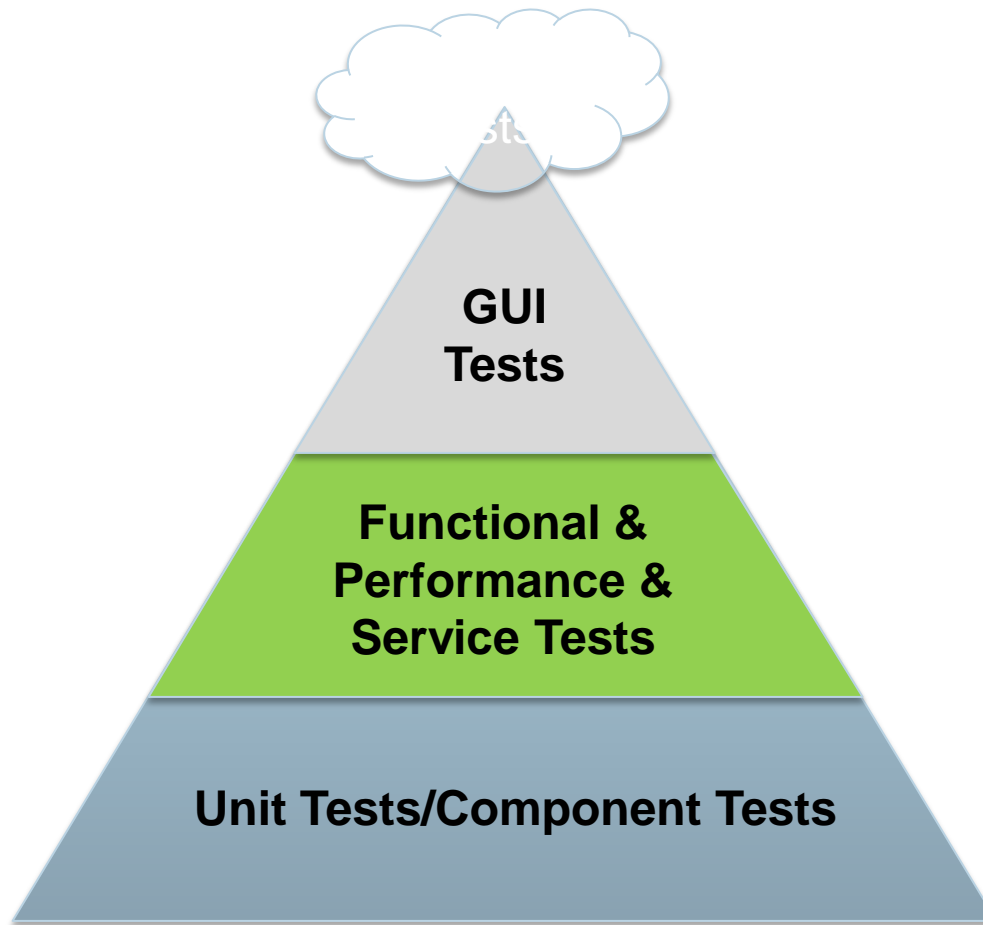 GUI
Tests
Functional &
Performance &
Service Tests
Unit Tests/Component Tests